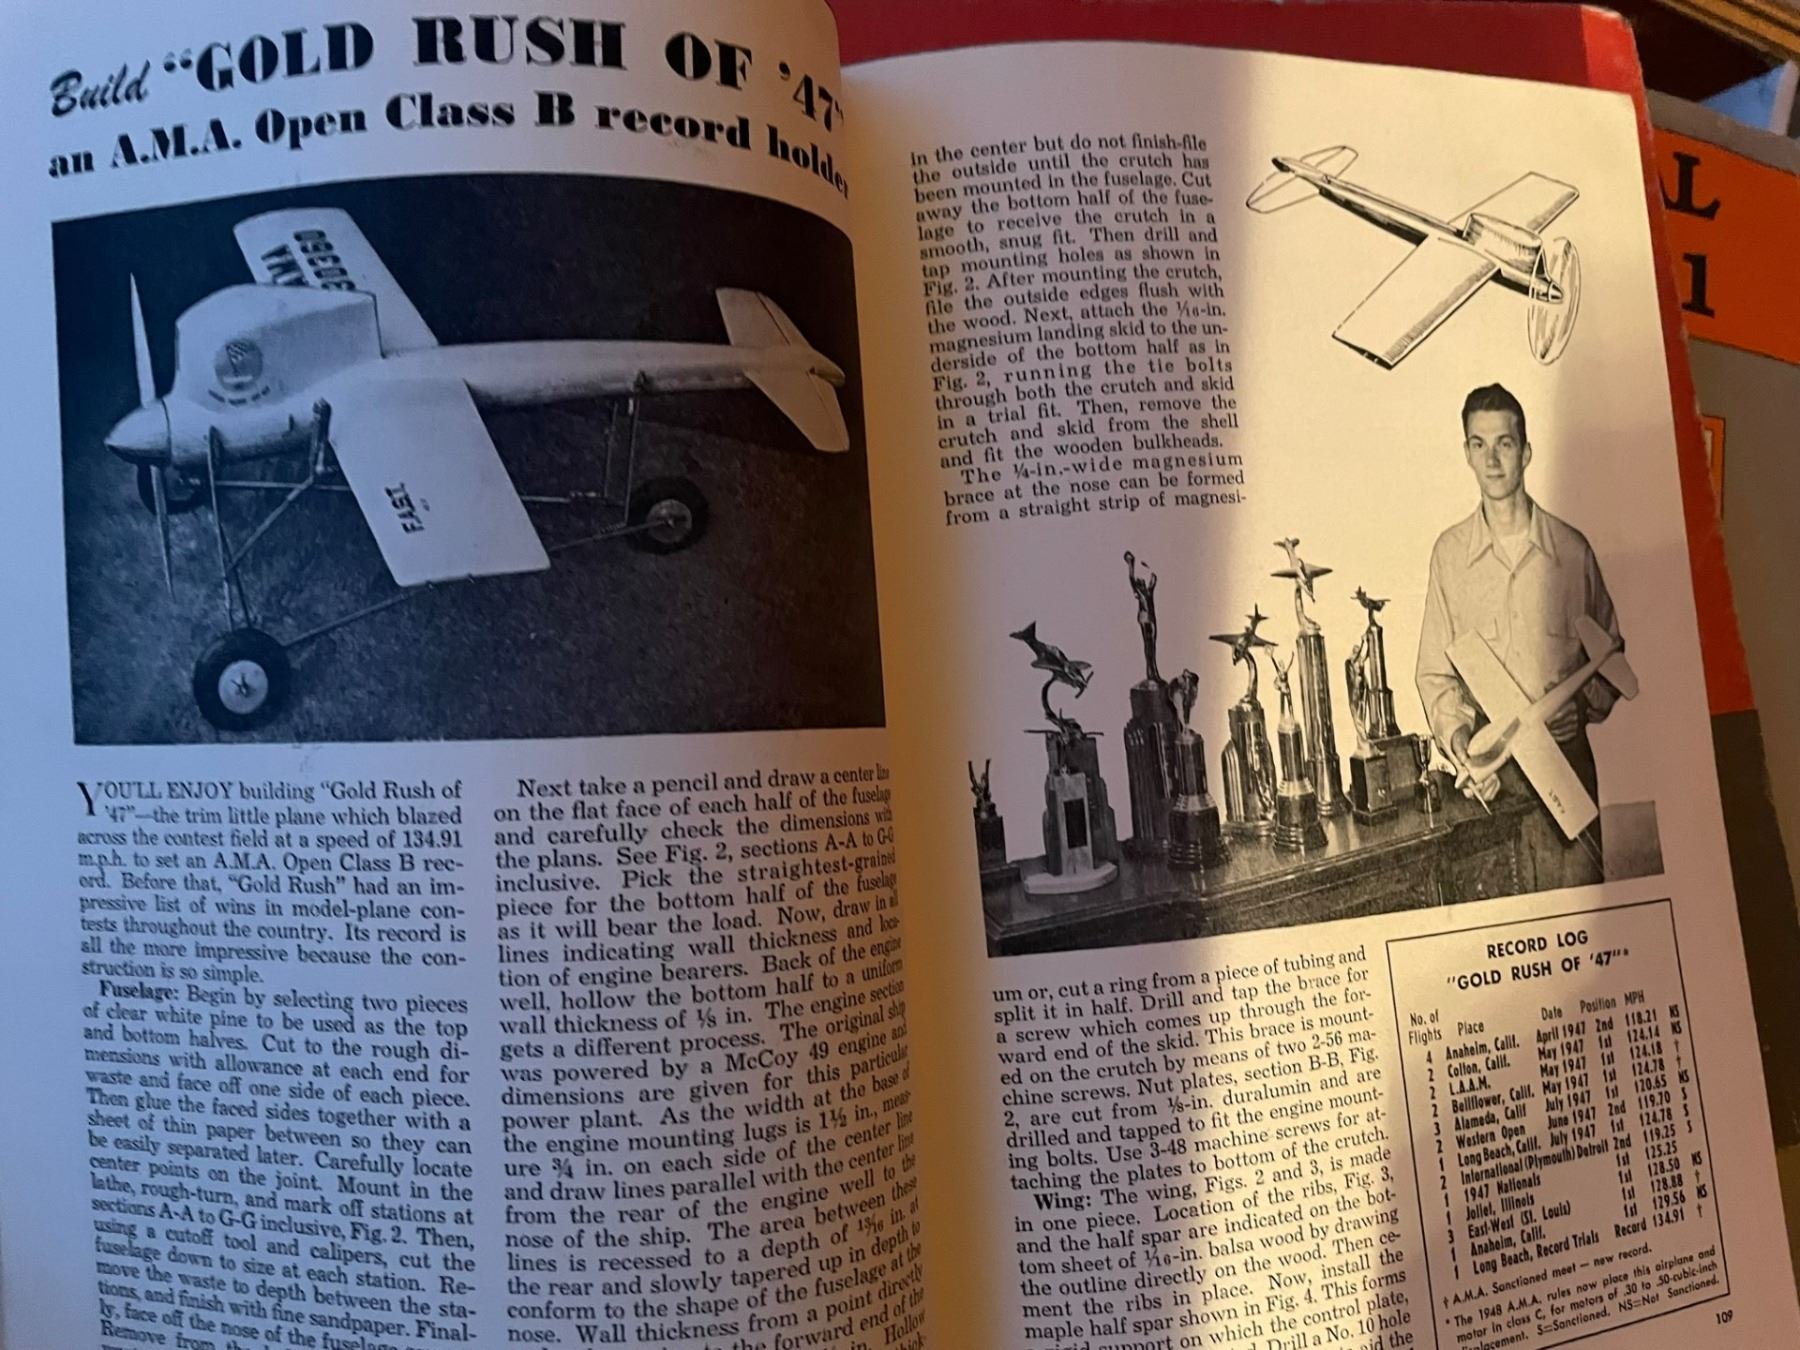 Build "GOLD RUSH OF '47"
an A.M.A. Open Class B record holder
YOU'LL ENJOY building "Gold Rush of
'47"—the trim little plane which blazed
across the contest field at a speed of 134.91
m.p.h. to set an A.M.A. Open Class B rec-
ord. Before that, "Gold Rush" had an im-
pressive list of wins in model-plane con-
tests throughout the country. Its record is
all the more impressive because the con-
struction is so simple.
Fuselage: Begin by selecting two pieces
of clear white pine to be used as the top
and bottom halves. Cut to the rough di-
mensions with allowance at each end for
waste and face off one side of each piece.
Then glue the faced sides together with a
sheet of thin paper between so they can
be easily separated later. Carefully locate
center points on the joint. Mount in the
lathe, rough-turn, and mark off stations at
sections A-A to G-G inclusive, Fig. 2. Then,
using a cutoff tool and calipers, cut the
fuselage down to size at each station. Re-
move the waste to depth between the sta-
tions, and finish with fine sandpaper. Final-
ly, face off the nose of the fuselage
Remove from the
Next take a pencil and draw a center line
on the flat face of each half of the fuselage
and carefully check the dimensions with
the plans. See Fig. 2, sections A-A to G-G
inclusive. Pick the straightest-grained
piece for the bottom half of the fuselage
as it will bear the load. Now, draw in all
lines indicating wall thickness and loca-
tion of engine bearers. Back of the engine
well, hollow the bottom half to a uniform
wall thickness of ⅛ in. The engine section
gets a different process. The original ship
was powered by a McCoy 49 engine and
dimensions are given for this particular
power plant. As the width at the base of
the engine mounting lugs is 1½ in., meas-
ure ¾ in. on each side of the center line
and draw lines parallel with the center line
from the rear of the engine well to the
nose of the ship. The area between these
lines is recessed to a depth of 13/16 in. at
the rear and slowly tapered up in depth to
conform to the shape of the fuselage at the
nose. Wall thickness from a point directly
the forward end of the
in. Hollow
OSCDE
ANA
FAST
in the center but do not finish-file
the outside until the crutch has
been mounted in the fuselage. Cut
away the bottom half of the fuse-
lage to receive the crutch in a
smooth, snug fit. Then drill and
tap mounting holes as shown in
Fig. 2. After mounting the crutch,
file the outside edges flush with
the wood. Next, attach the 1/16-in.
magnesium landing skid to the un-
derside of the bottom half as in
Fig. 2, running the tie bolts
through both the crutch and skid
in a trial fit. Then, remove the
crutch and skid from the shell
and fit the wooden bulkheads.
The ¼-in.-wide magnesium
brace at the nose can be formed
from a straight strip of magnesi-
FAST
um or, cut a ring from a piece of tubing and
split it in half. Drill and tap the brace for
a screw which comes up through the for-
ward end of the skid. This brace is mount-
ed on the crutch by means of two 2-56 ma-
chine screws. Nut plates, section B-B, Fig.
2, are cut from ⅛-in. duralumin and are
drilled and tapped to fit the engine mount-
ing bolts. Use 3-48 machine screws for at-
taching the plates to bottom of the crutch.
Wing: The wing, Figs. 2 and 3, is made
in one piece. Location of the ribs, Fig. 3,
and the half spar are indicated on the bot-
tom sheet of 1/16-in. balsa wood by drawing
the outline directly on the wood. Then ce-
ment the ribs in place. Now, install the
maple half spar shown in Fig. 4. This forms
support on which the control plate,
Drill a No. 10 hole
aid the
RECORD LOG
"GOLD RUSH OF '47"*
No. of Flights Place Date Position MPH
4 Anaheim, Calif. April 1947 2nd 118.21 NS
2 Colton, Calif. May 1947 1st 124.14 NS
2 L.A.A.M. May 1947 1st 124.18 †
2 Bellflower, Calif. May 1947 1st 124.78 †
3 Alameda, Calif July 1947 1st 120.65 NS
2 Western Open June 1947 2nd 119.70 S
1 Long Beach, Calif. July 1947 1st 124.78 S
2 International (Plymouth) Detroit 2nd 119.25 S
1 1947 Nationals 1st 125.25
1 Joliet, Illinois 1st 128.50 NS
3 East-West (St. Louis) 1st 128.88 †
1 Anaheim, Calif. 1st 129.56 NS
1 Long Beach, Record Trials Record 134.91 †
† A.M.A. Sanctioned meet — new record.
* The 1948 A.M.A. rules now place this airplane and
motor in class C, for motors of .30 to .50-cubic-inch
displacement. S=Sanctioned. NS=Not Sanctioned.
109
L
1